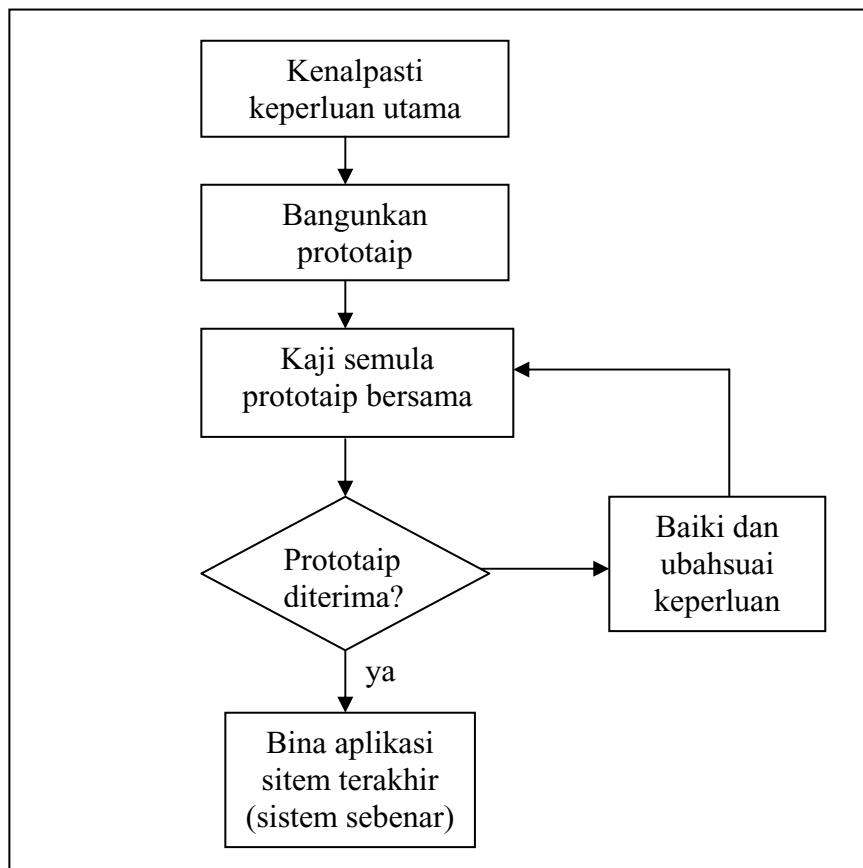 Kenalpasti
keperluan utama
Bangunkan
prototaip
Kaji semula
prototaip bersama
Prototaip
diterima?
Baiki dan
ubahsuai
keperluan
ya
Bina aplikasi
sitem terakhir
(sistem sebenar)